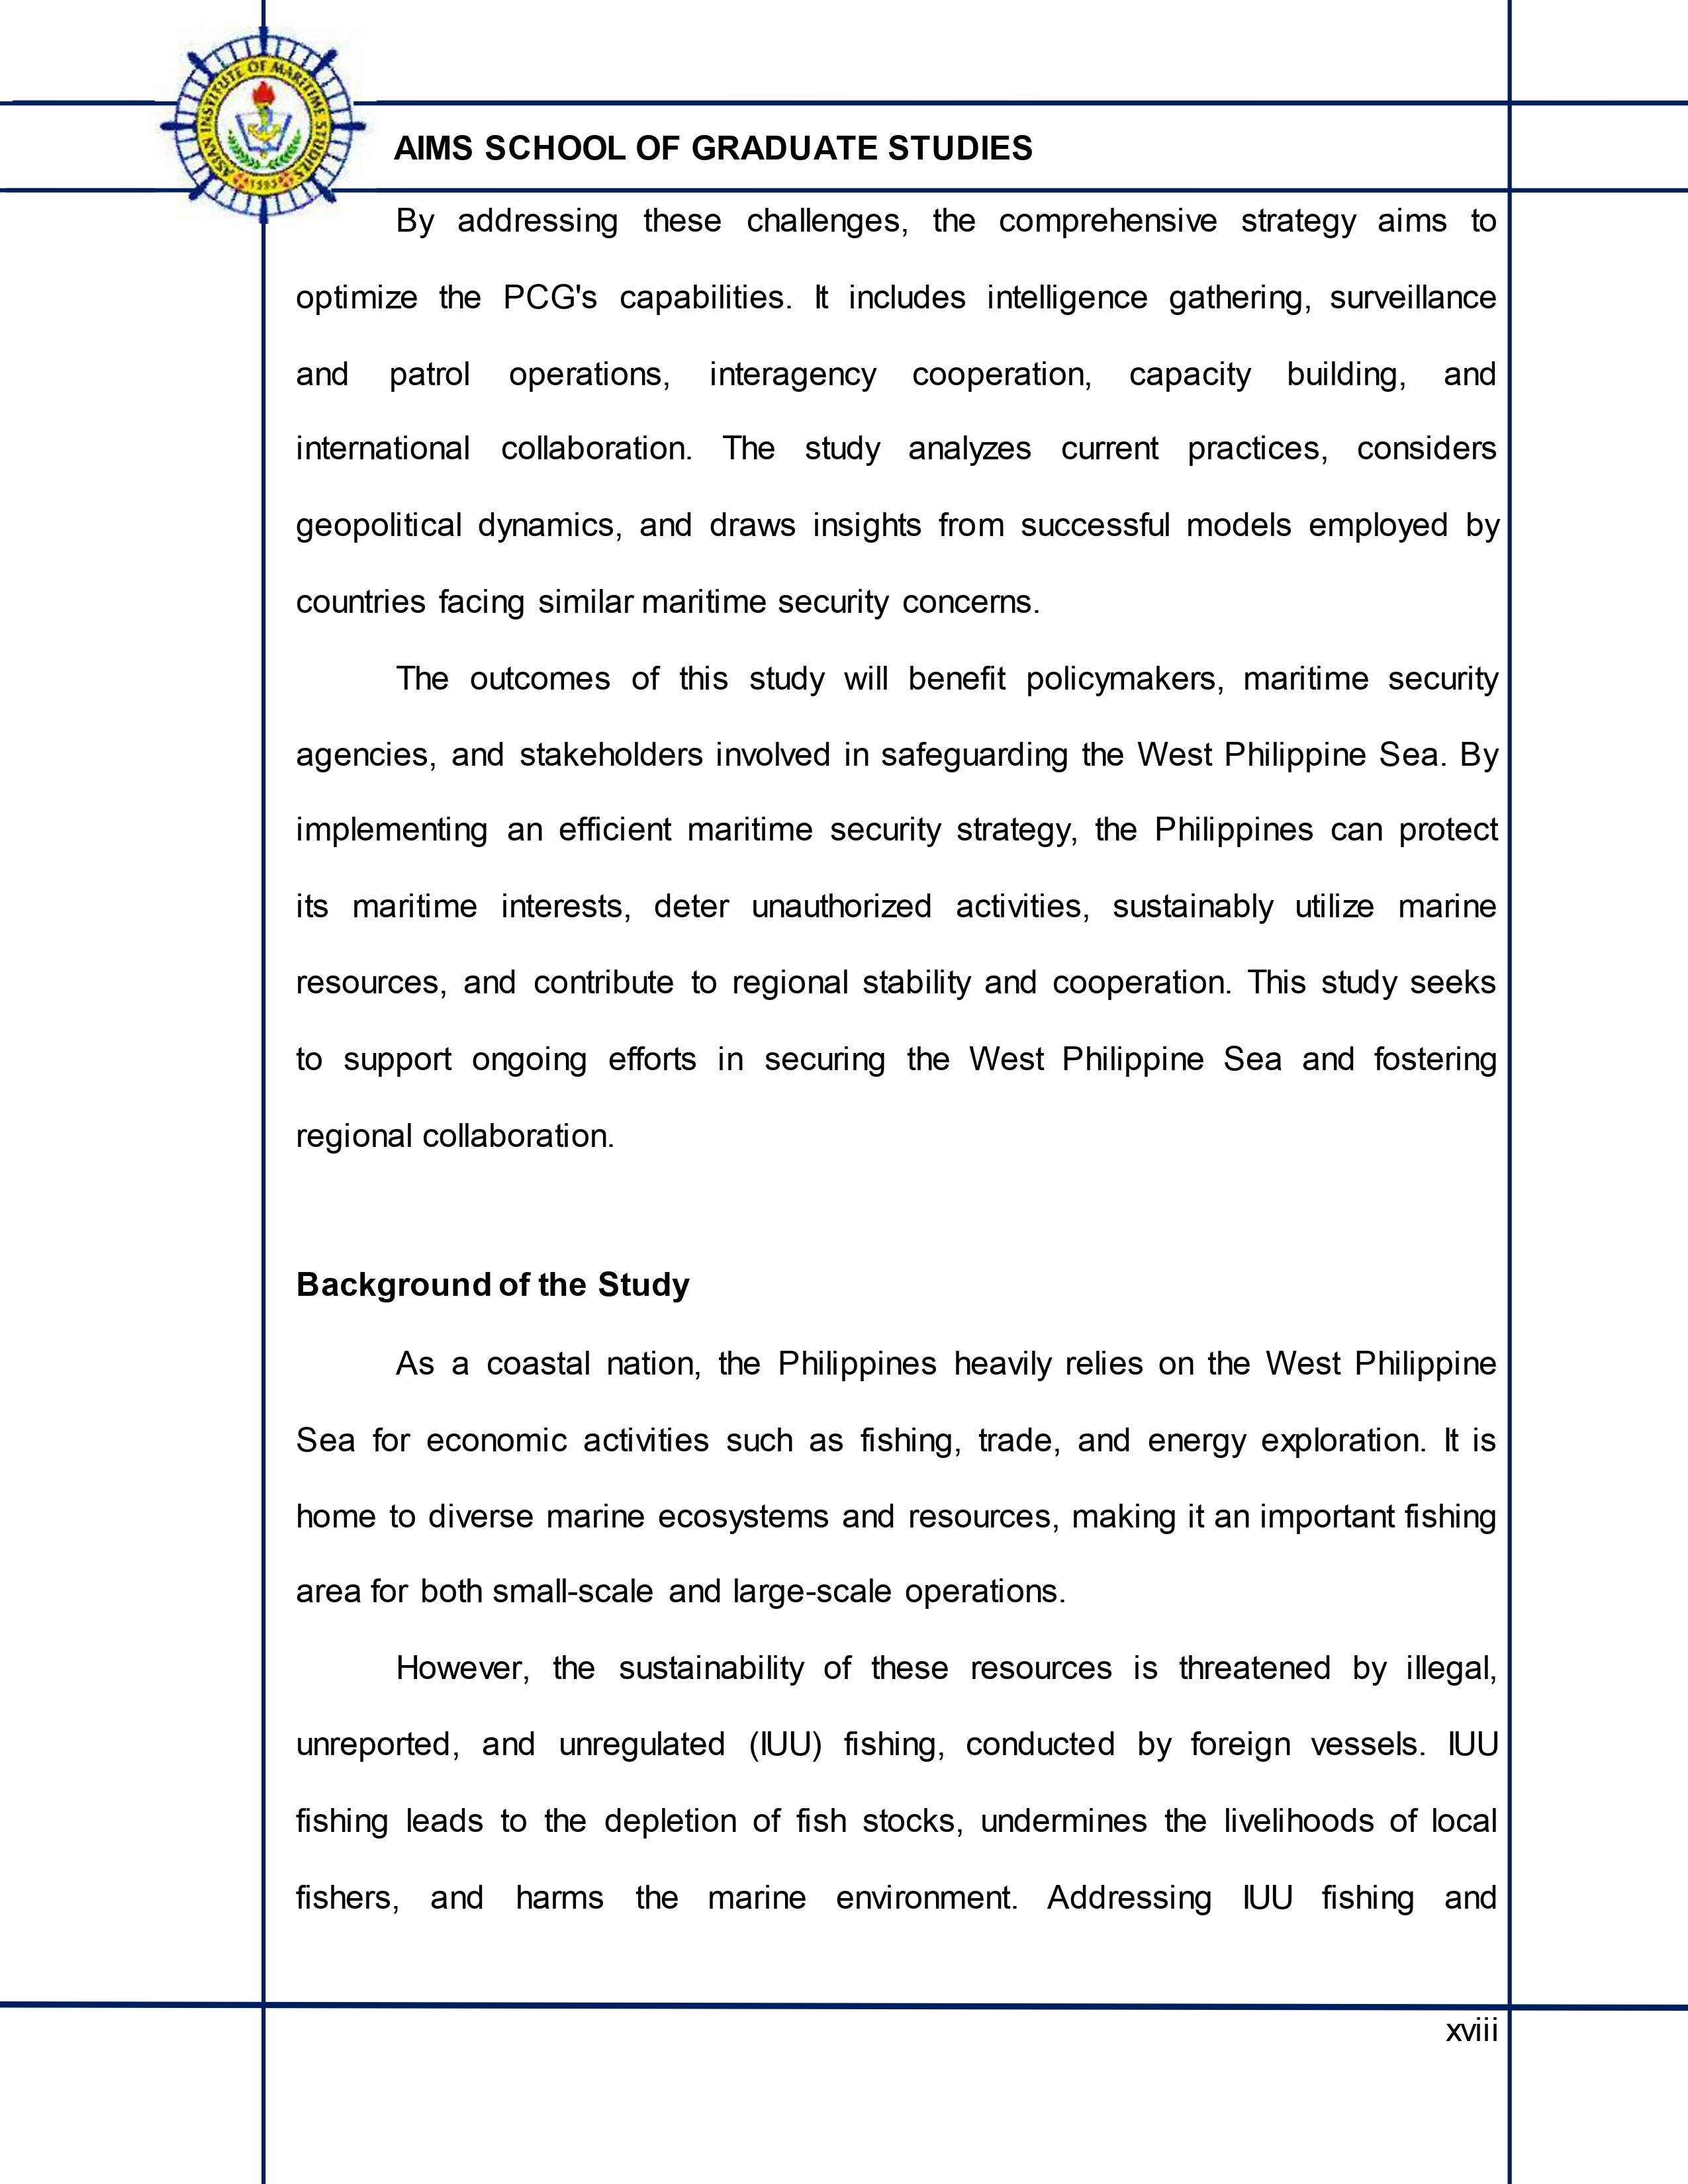 ASIAN INSTITUTE OF MARITIME STUDIES
1993
AIMS SCHOOL OF GRADUATE STUDIES
By addressing these challenges, the comprehensive strategy aims to
optimize the PCG's capabilities. It includes intelligence gathering, surveillance
and patrol operations, interagency cooperation, capacity building, and
international collaboration. The study analyzes current practices, considers
geopolitical dynamics, and draws insights from successful models employed by
countries facing similar maritime security concerns.
The outcomes of this study will benefit policymakers, maritime security
agencies, and stakeholders involved in safeguarding the West Philippine Sea. By
implementing an efficient maritime security strategy, the Philippines can protect
its maritime interests, deter unauthorized activities, sustainably utilize marine
resources, and contribute to regional stability and cooperation. This study seeks
to support ongoing efforts in securing the West Philippine Sea and fostering
regional collaboration.
Background of the Study
As a coastal nation, the Philippines heavily relies on the West Philippine
Sea for economic activities such as fishing, trade, and energy exploration. It is
home to diverse marine ecosystems and resources, making it an important fishing
area for both small-scale and large-scale operations.
However, the sustainability of these resources is threatened by illegal,
unreported, and unregulated (IUU) fishing, conducted by foreign vessels. IUU
fishing leads to the depletion of fish stocks, undermines the livelihoods of local
fishers, and harms the marine environment. Addressing IUU fishing and
xviii